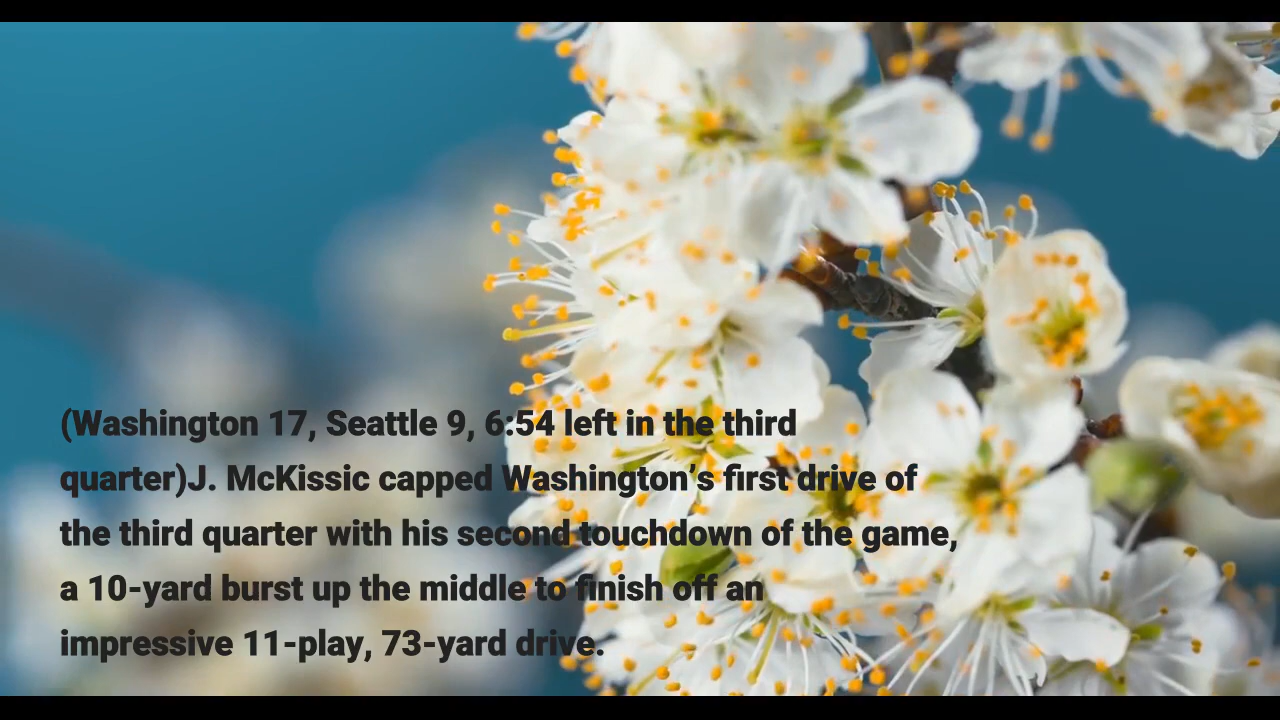 (Washington 17, Seattle 9, 6:54 left in the third
quarter)J. McKissic capped Washington’s first drive of
the third quarter with his second touchdown of the game,
a 10-yard burst up the middle to finish off an
impressive 11-play, 73-yard drive.